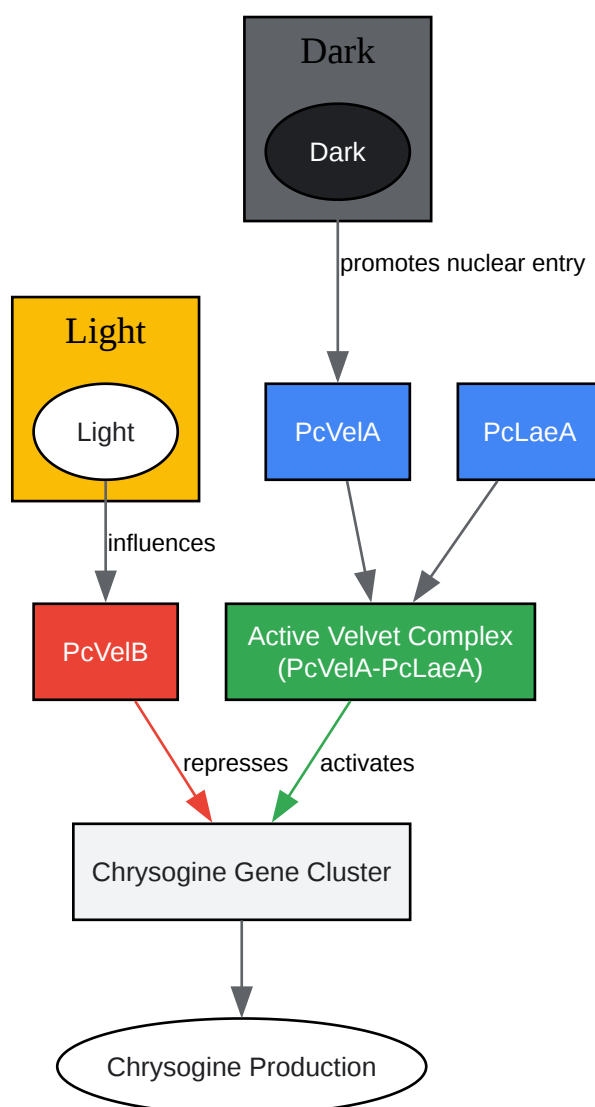 Dark
Dark
promotes nuclear entry
Light
Light
PcVelA
PcLaeA
influences
PcVelB
Active Velvet Complex
(PcVelA-PcLaeA)
represses
activates
Chrysogine Gene Cluster
Chrysogine Production